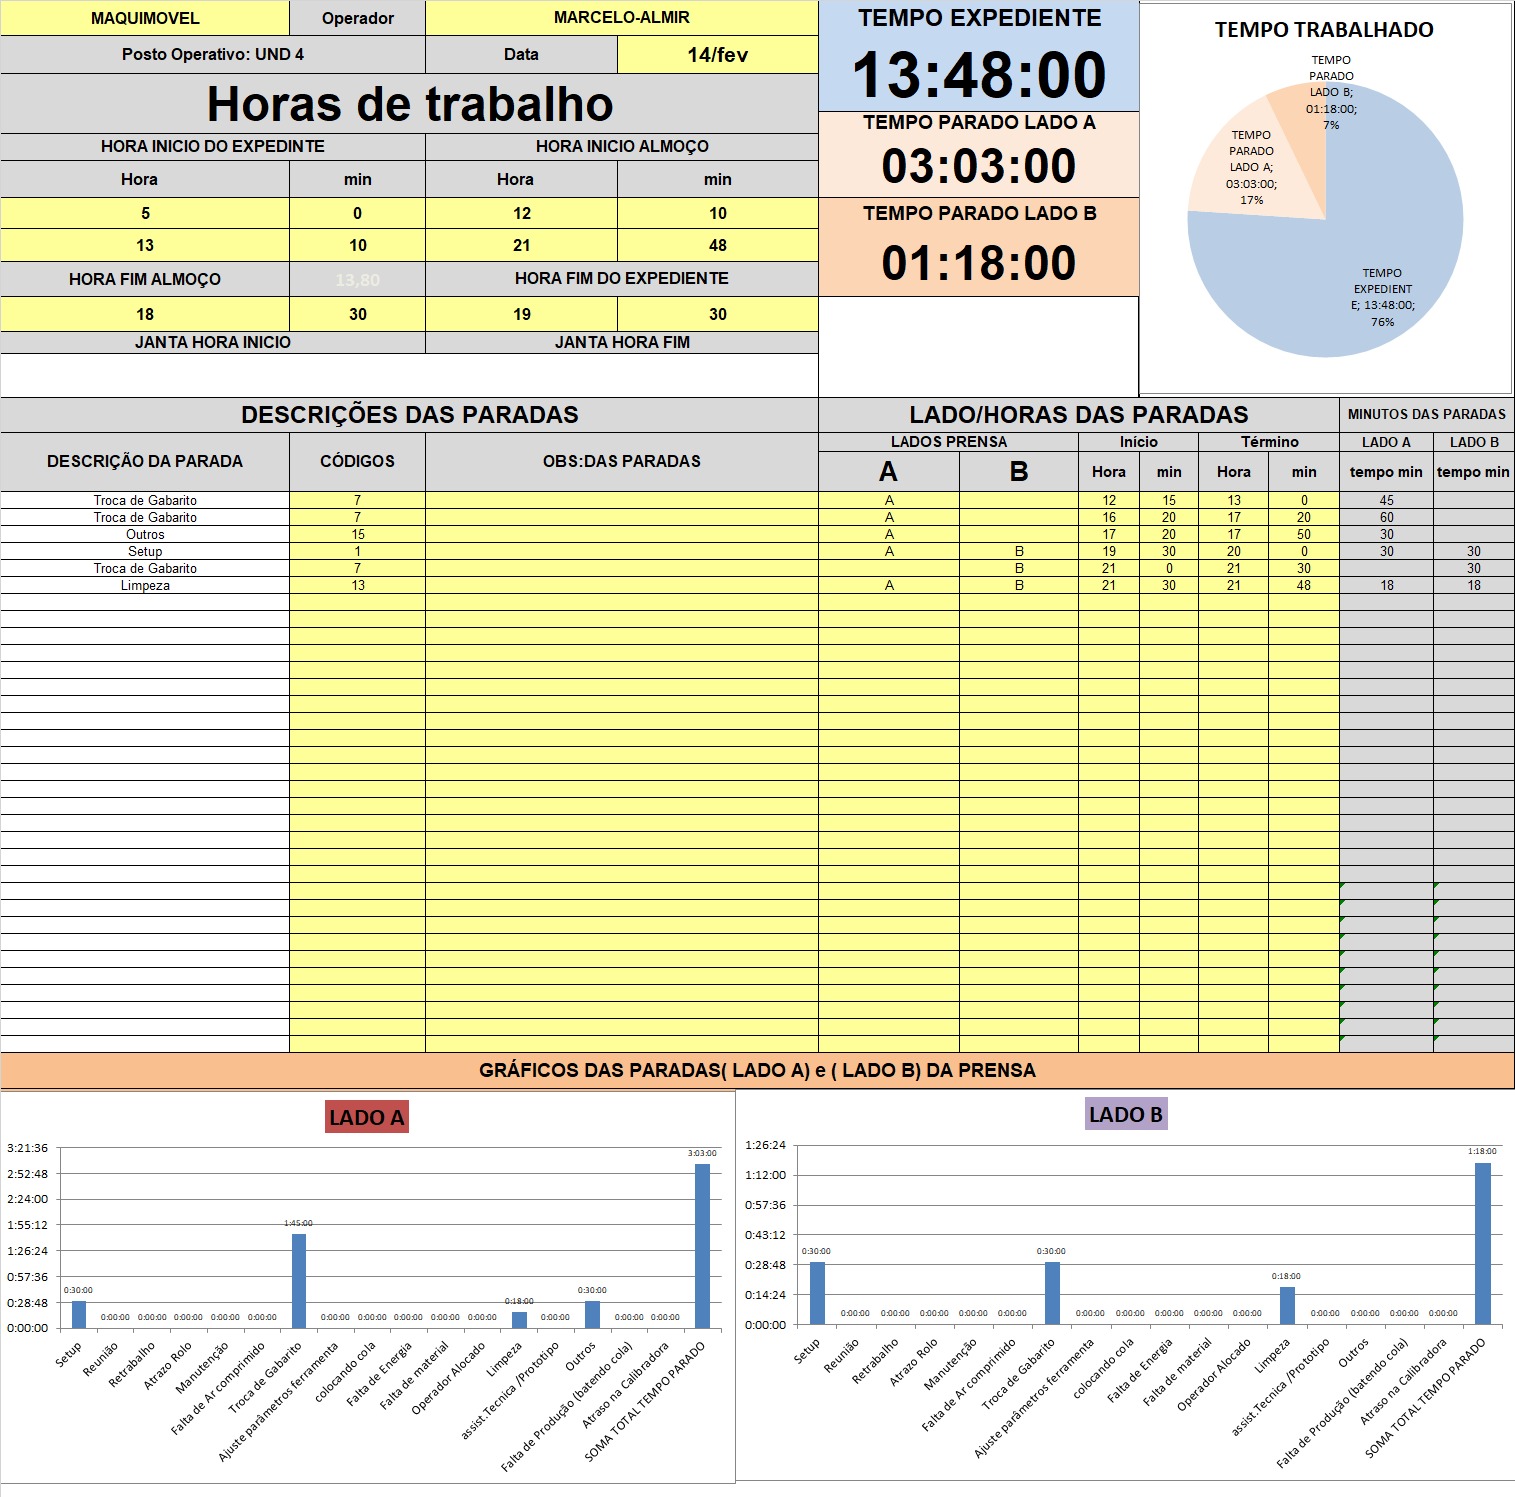 MAQUIMOVEL Operador MARCELO-ALMIR
Posto Operativo: UND 4 Data 14/fev
Horas de trabalho
HORA INICIO DO EXPEDINTE HORA INICIO ALMOÇO
Hora min Hora min
5 0 12 10
13 10 21 48
HORA FIM ALMOÇO 13,80 HORA FIM DO EXPEDIENTE
18 30 19 30
JANTA HORA INICIO JANTA HORA FIM
TEMPO EXPEDIENTE
13:48:00
TEMPO PARADO LADO A
03:03:00
TEMPO PARADO LADO B
01:18:00
TEMPO TRABALHADO
TEMPO
PARADO
LADO B;
01:18:00;
7%
TEMPO
PARADO
LADO A;
03:03:00;
17%
TEMPO
EXPEDIENT
E; 13:48:00;
76%
DESCRIÇÕES DAS PARADAS LADO/HORAS DAS PARADAS MINUTOS DAS PARADAS
LADOS PRENSA Início Término LADO A LADO B
DESCRIÇÃO DA PARADA CÓDIGOS OBS:DAS PARADAS A B Hora min Hora min tempo min tempo min
Troca de Gabarito 7 A 12 15 13 0 45
Troca de Gabarito 7 A 16 20 17 20 60
Outros 15 A 17 20 17 50 30
Setup 1 A B 19 30 20 0 30 30
Troca de Gabarito 7 B 21 0 21 30 30
Limpeza 13 A B 21 30 21 48 18 18
GRÁFICOS DAS PARADAS( LADO A) e ( LADO B) DA PRENSA
LADO A
3:21:36
2:52:48
2:24:00
1:55:12
1:26:24
0:57:36
0:28:48
0:00:00
0:30:00 0:00:00 0:00:00 0:00:00 0:00:00 0:00:00 1:45:00 0:00:00 0:00:00 0:00:00 0:00:00 0:00:00 0:18:00 0:00:00 0:30:00 0:00:00 0:00:00 3:03:00
Setup
Reunião
Retrabalho
Atrazo Rolo
Manutenção
Falta de Ar comprimido
Troca de Gabarito
Ajuste parâmetros ferramenta
colocando cola
Falta de Energia
Falta de material
Operador Alocado
Limpeza
assist.Tecnica /Prototipo
Outros
Falta de Produção (batendo cola)
Atraso na Calibradora
SOMA TOTAL TEMPO PARADO
LADO B
1:26:24
1:12:00
0:57:36
0:43:12
0:28:48
0:14:24
0:00:00
0:30:00 0:00:00 0:00:00 0:00:00 0:00:00 0:00:00 0:30:00 0:00:00 0:00:00 0:00:00 0:00:00 0:00:00 0:18:00 0:00:00 0:00:00 0:00:00 0:00:00 1:18:00
Setup
Reunião
Retrabalho
Atrazo Rolo
Manutenção
Falta de Ar comprimido
Troca de Gabarito
Ajuste parâmetros ferramenta
colocando cola
Falta de Energia
Falta de material
Operador Alocado
Limpeza
assist.Tecnica /Prototipo
Outros
Falta de Produção (batendo cola)
Atraso na Calibradora
SOMA TOTAL TEMPO PARADO